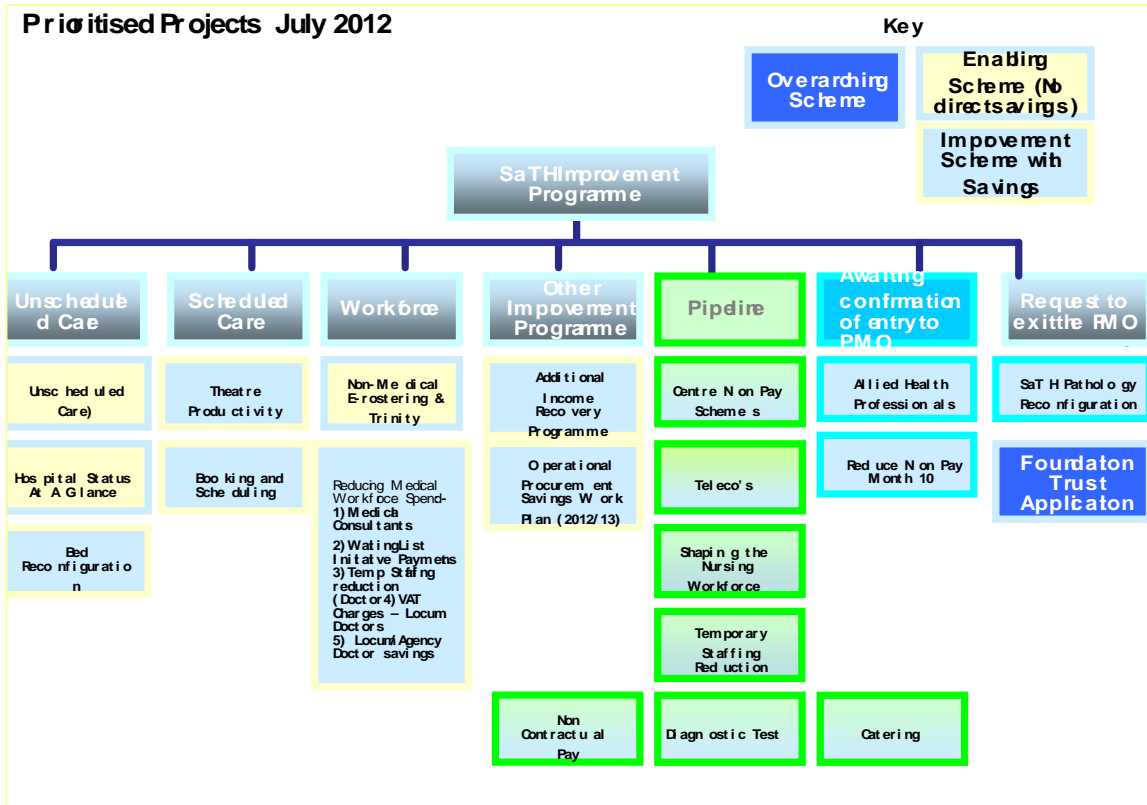 Prioritised Projects July 2012
Key
Overarching
Scheme
Enabling
Scheme (No
direct savings)
Improvement
Scheme with
Savings
SaTH Improvement
Programme
Unschedule
d Care
Scheduled
Care
Workforce
Other
Improvement
Programme
Pipeline
Awaiting
confirmation
of entry to
PMO
Request to
exit the PMO
Unscheduled
Care)
Theatre
Productivity
Non-Medical
E-rostering &
Trinity
Additional
Income
Recovery
Programme
Centre Non Pay
Schemes
Allied Health
Professionals
SaTH Pathology
Reconfiguration
Hospital Status
At A Glance
Booking and
Scheduling
Reducing Medical
Workforce Spend-
1) Medical
Consultants
2) Waiting List
Initiative Payments
3) Temp Staffing
reduction
(Doctor4) VAT
Charges – Locum
Doctors
5) Locum/Agency
Doctor savings
Operational
Procurement
Savings Work
Plan (2012/13)
Teleco's
Reduce Non Pay
Month 10
Foundation
Trust
Application
Bed
Reconfiguratio
n
Shaping the
Nursing
Workforce
Temporary
Staffing
Reduction
Non
Contractual
Pay
Diagnostic Test
Catering